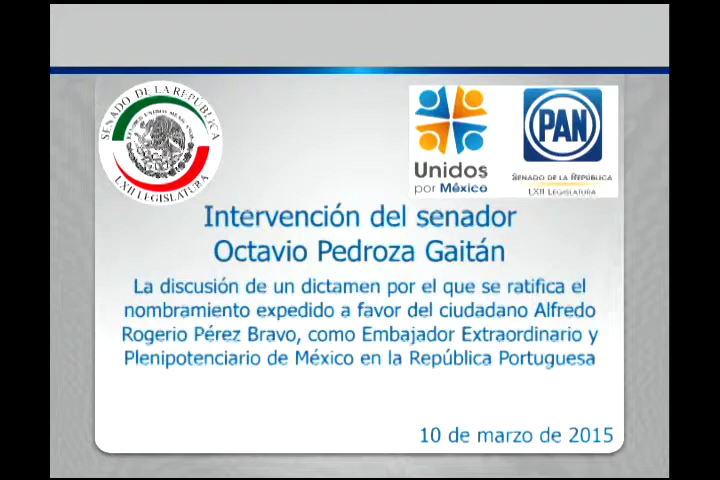 SENADO DE LA REPÚBLICA
ESTADOS UNIDOS MEXICANOS
LXII LEGISLATURA
Unidos
por México
PAN
SENADO DE LA REPÚBLICA
LXII LEGISLATURA
Intervención del senador
Octavio Pedroza Gaitán
La discusión de un dictamen por el que se ratifica el
nombramiento expedido a favor del ciudadano Alfredo
Rogerio Pérez Bravo, como Embajador Extraordinario y
Plenipotenciario de México en la República Portuguesa
10 de marzo de 2015